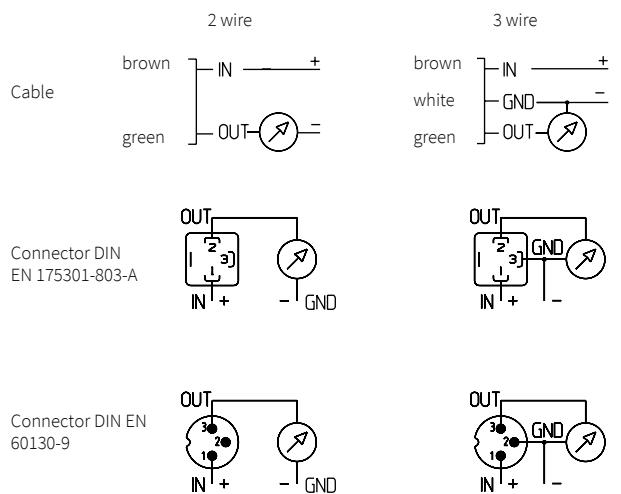 2 wire 3 wire
brown IN + brown IN +
Cable white GND −
green OUT − green OUT
OUT OUT
2 2
Connector DIN 3 3 GND
EN 175301-803-A 1 1
IN + − GND IN + −
OUT OUT
3 3
Connector DIN EN 2 2 GND
60130-9 1 1
IN + − GND IN + −